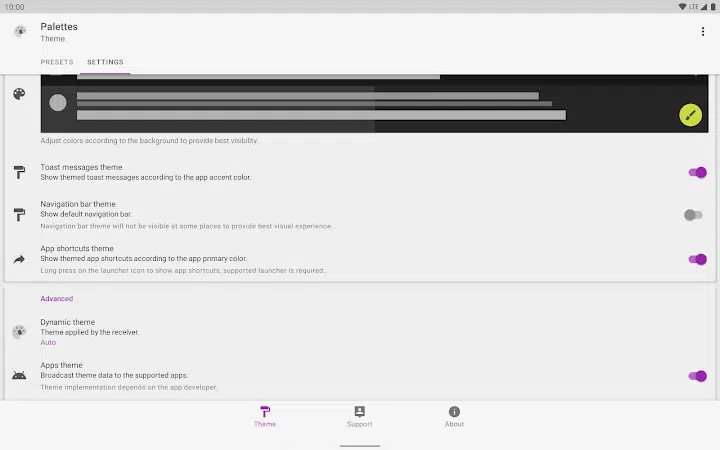 10:00
LTE
Palettes
Theme
PRESETS
SETTINGS
Adjust colors according to the background to provide best visibility.
Toast messages theme
Show themed toast messages according to the app accent color.
Navigation bar theme
Show default navigation bar.
Navigation bar theme will not be visible at some places to provide best visual experience.
App shortcuts theme
Show themed app shortcuts according to the app primary color.
Long press on the launcher icon to show app shortcuts, supported launcher is required.
Advanced
Dynamic theme
Theme applied by the receiver.
Auto
Apps theme
Broadcast theme data to the supported apps.
Theme implementation depends on the app developer.
Theme
Support
About